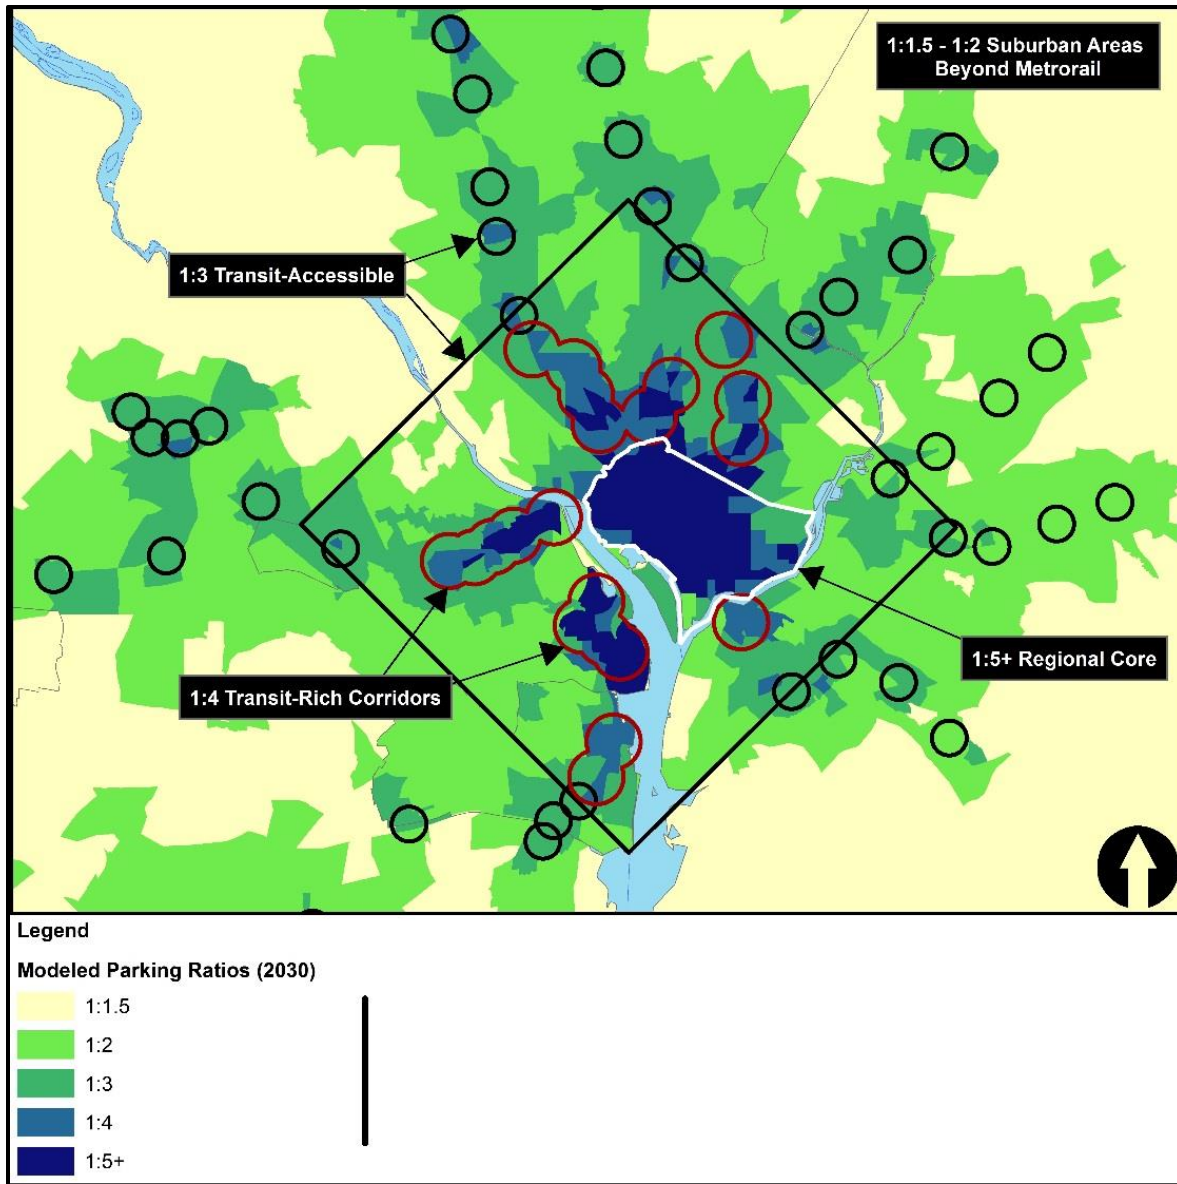 1:1.5 - 1:2 Suburban Areas
Beyond Metrorail
1:3 Transit-Accessible
1:5+ Regional Core
1:4 Transit-Rich Corridors
Legend
Modeled Parking Ratios (2030)
1:1.5
1:2
1:3
1:4
1:5+